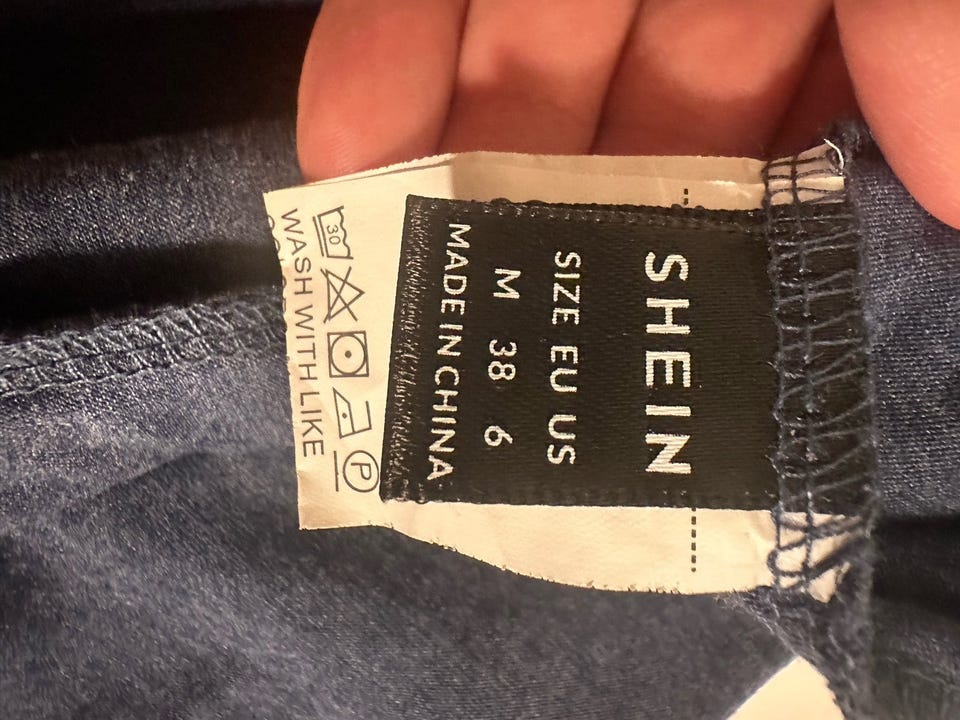 SHEIN
SIZE EU US
M 38 6
MADE IN CHINA
30
P
WASH WITH LIKE